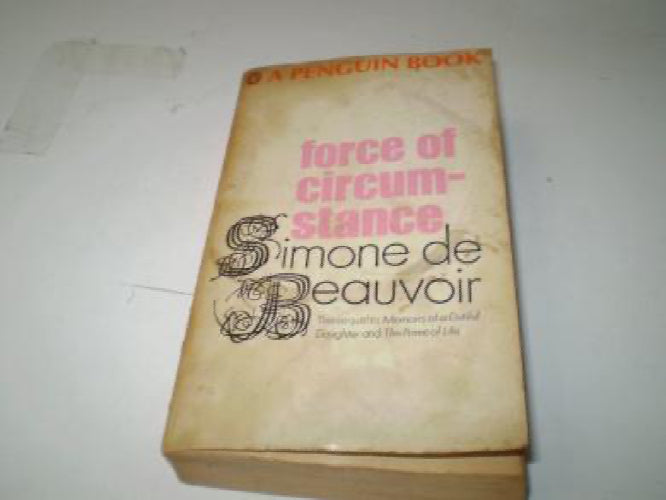 A PENGUIN BOOK
force of
circum-
stance
Simone de
Beauvoir
The sequel to Memoirs of a Dutiful
Daughter and The Prime of Life